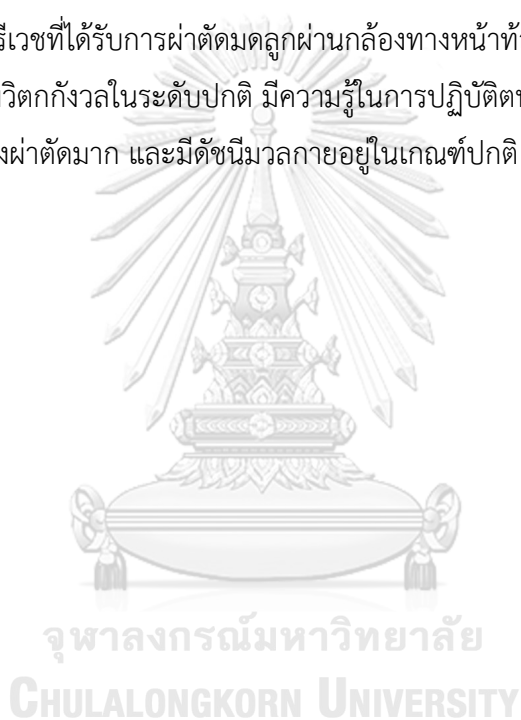 รีเวชที่ได้รับการผ่าตัดมดลูกผ่านกล้องทางหน้าท้
วิตกกังวลในระดับปกติ มีความรู้ในการปฏิบัติต
งผ่าตัดมาก และมีดัชนีมวลกายอยู่ในเกณฑ์ปกติ
จุฬาลงกรณ์มหาวิทยาลัย
CHULALONGKORN UNIVERSITY